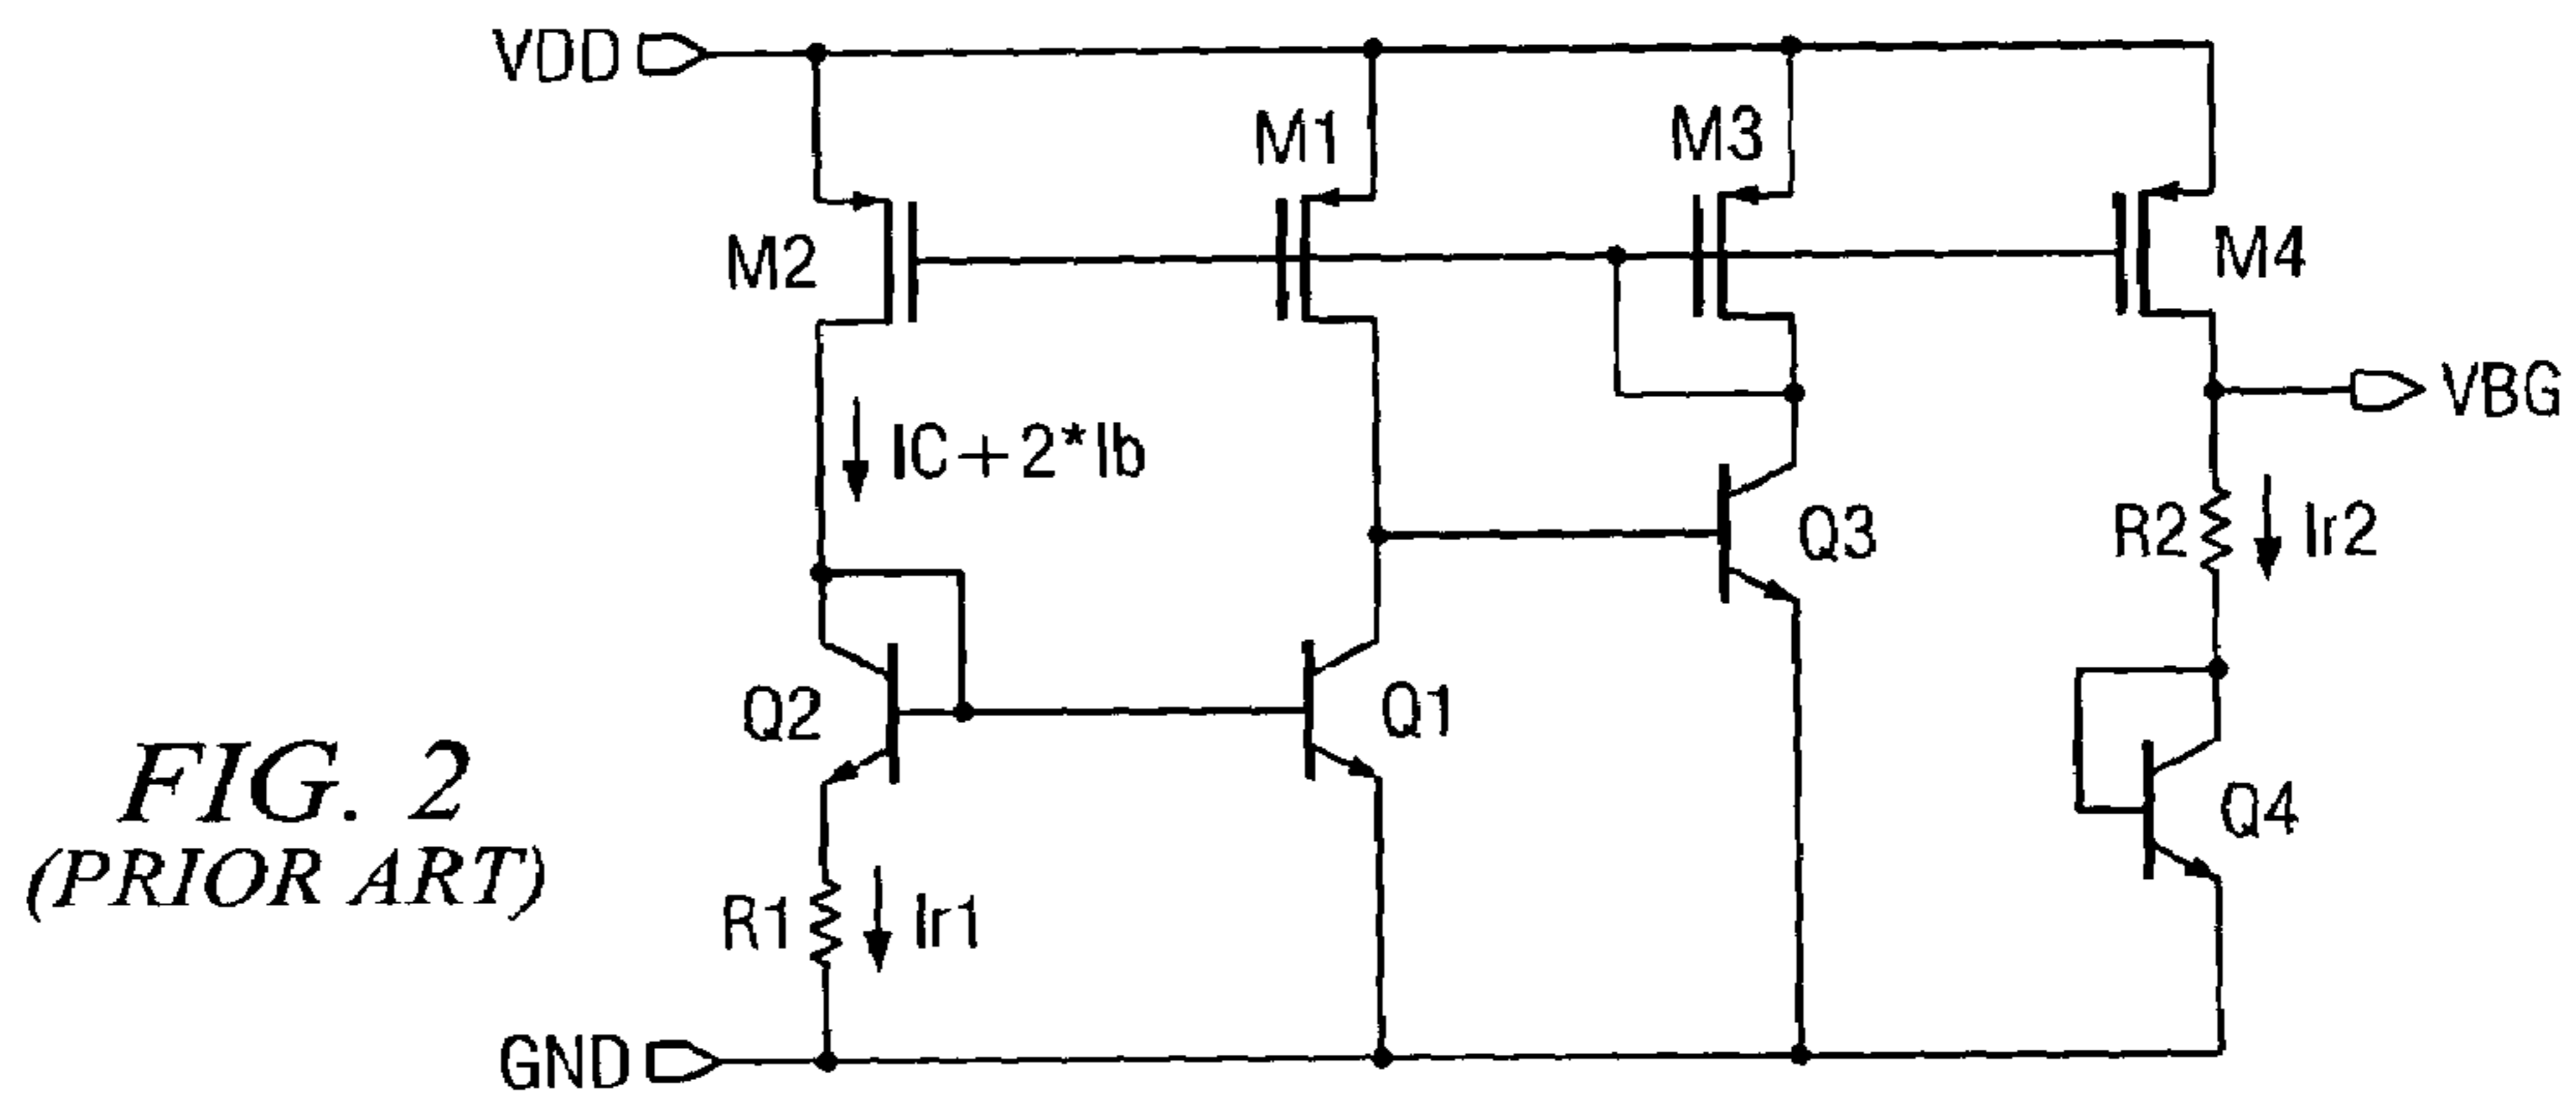 VDD
M1
M3
M2
M4
VBG
IC+2*Ib
R2
Ir2
Q3
Q2
Q1
Q4
R1
Ir1
GND
FIG. 2
(PRIOR ART)